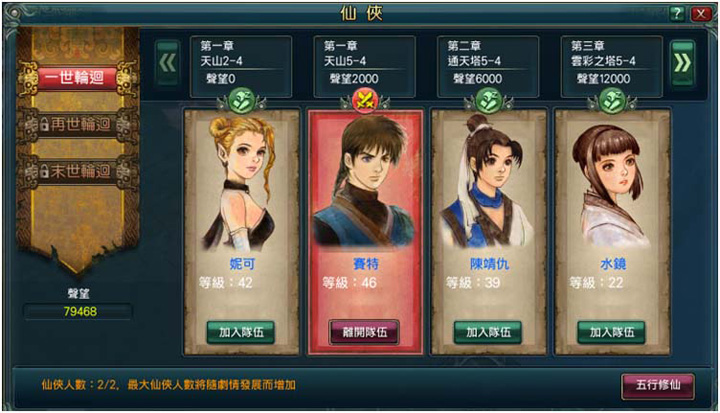 仙俠
?
X
一世輪迴
再世輪迴
末世輪迴
聲望
79468
第一章
天山2-4
聲望0
第一章
天山5-4
聲望2000
第二章
通天塔5-4
聲望6000
第三章
雲彩之塔5-4
聲望12000
妮可
等級：42
加入隊伍
賽特
等級：46
離開隊伍
陳靖仇
等級：39
加入隊伍
水鏡
等級：22
加入隊伍
仙俠人數：2/2，最大仙俠人數將隨劇情發展而增加
五行修仙